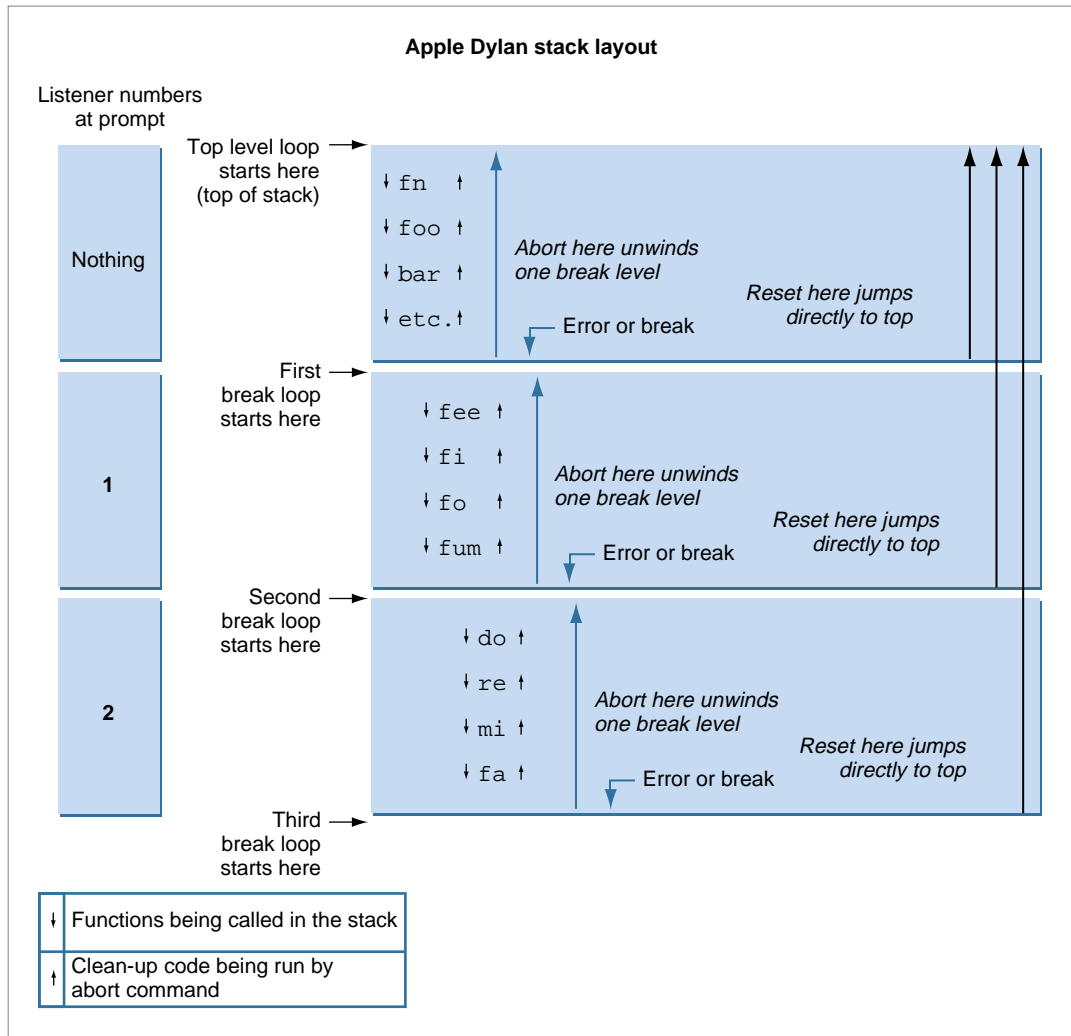 Apple Dylan stack layout
Listener numbers
at prompt
Top level loop
starts here
(top of stack)
Nothing
fn
foo
bar
etc.
Abort here unwinds
one break level
Error or break
Reset here jumps
directly to top
First
break loop
starts here
1
fee
fi
fo
fum
Abort here unwinds
one break level
Error or break
Reset here jumps
directly to top
Second
break loop
starts here
2
do
re
mi
fa
Abort here unwinds
one break level
Error or break
Reset here jumps
directly to top
Third
break loop
starts here
Functions being called in the stack
Clean-up code being run by
abort command